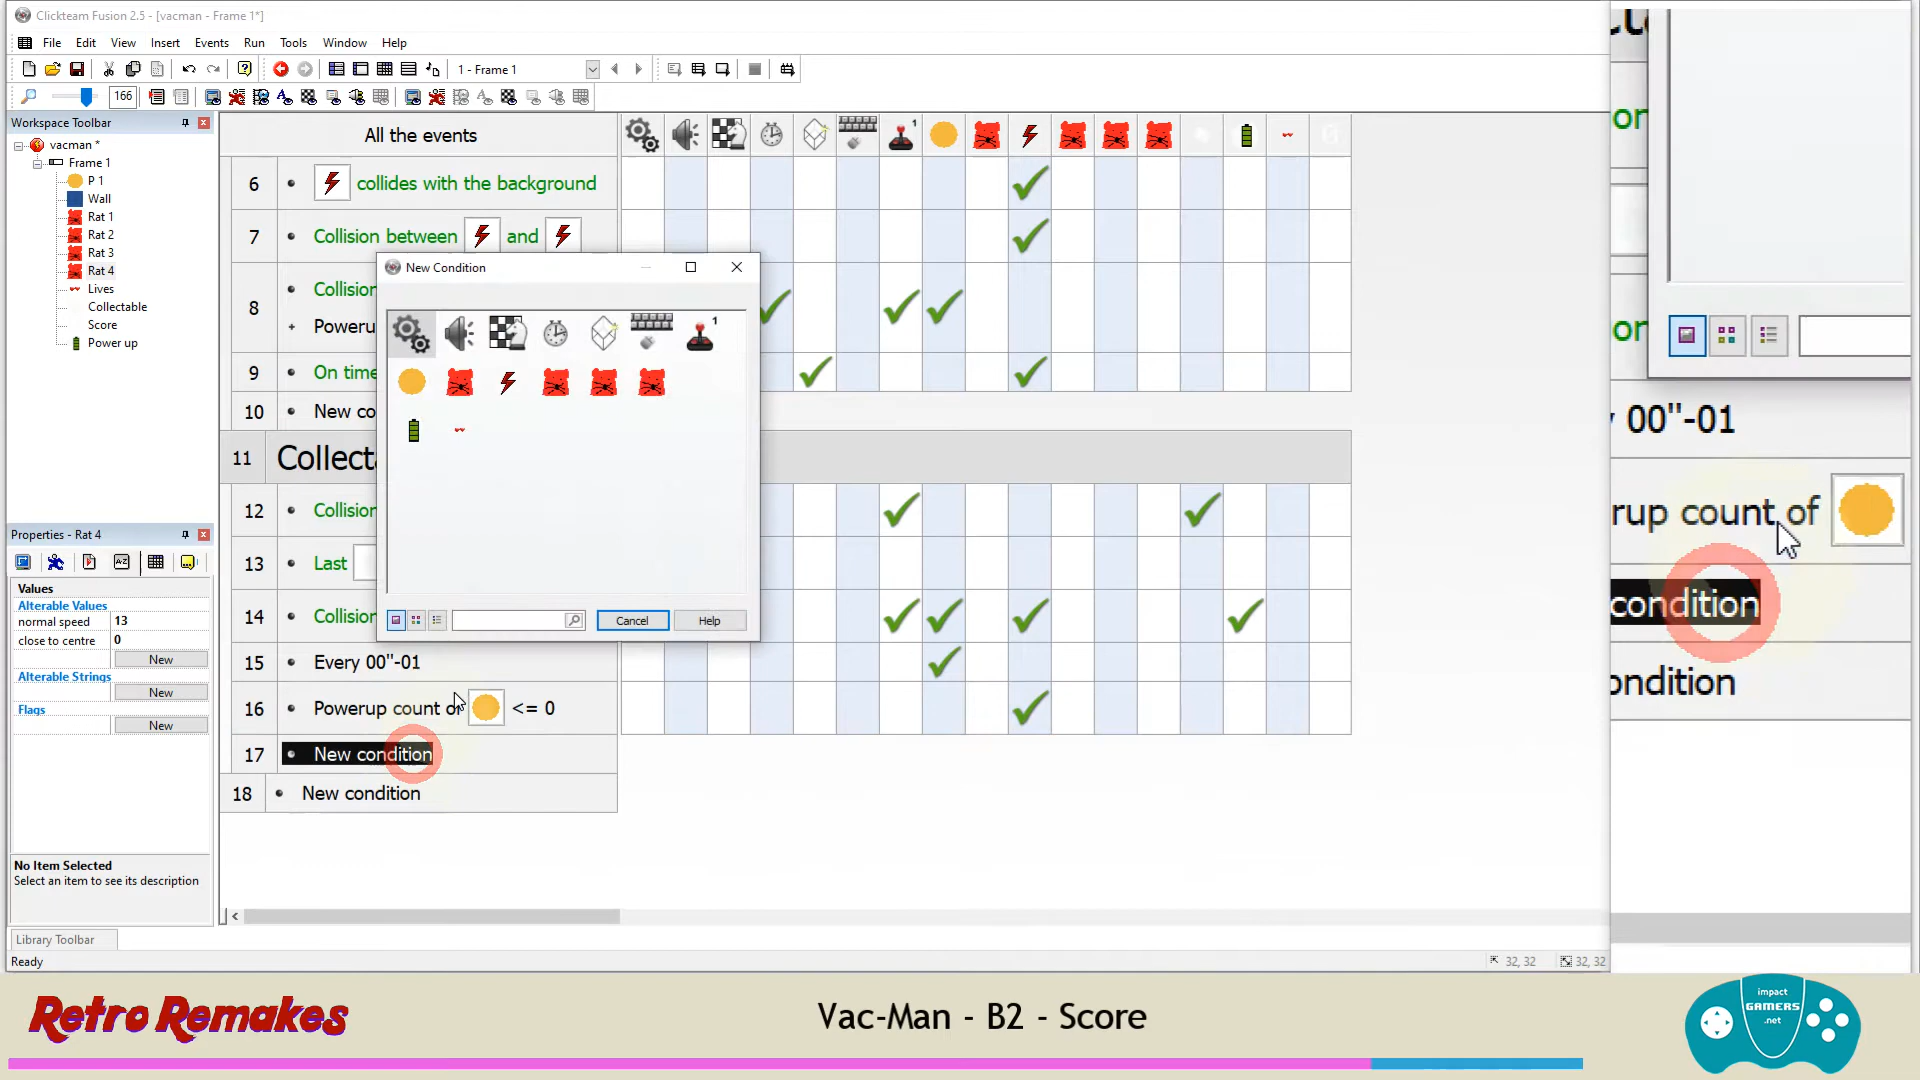 Clickteam Fusion 2.5 - [vacman - Frame 1*]
File Edit View Insert Events Run Tools Window Help
1 - Frame 1
166
Workspace Toolbar
vacman *
Frame 1
P 1
Wall
Rat 1
Rat 2
Rat 3
Rat 4
Lives
Collectable
Score
Power up
Properties - Rat 4
Values
Alterable Values
normal speed 13
close to centre 0
New
Alterable Strings
New
Flags
New
No Item Selected
Select an item to see its description
Library Toolbar
Ready
All the events
6 • collides with the background
7 • Collision between and
8 • Collision
+ Poweru
9 • On time
10 • New co
11 Collecta
12 • Collision
13 • Last
14 • Collision
15 • Every 00"-01
16 • Powerup count of <= 0
17 • New condition
18 • New condition
New Condition
1
1
Cancel
Help
32, 32
32, 32
on
on
00"-01
rup count of
condition
ondition
Retro Remakes
Vac-Man - B2 - Score
impact
GAMERS
.net